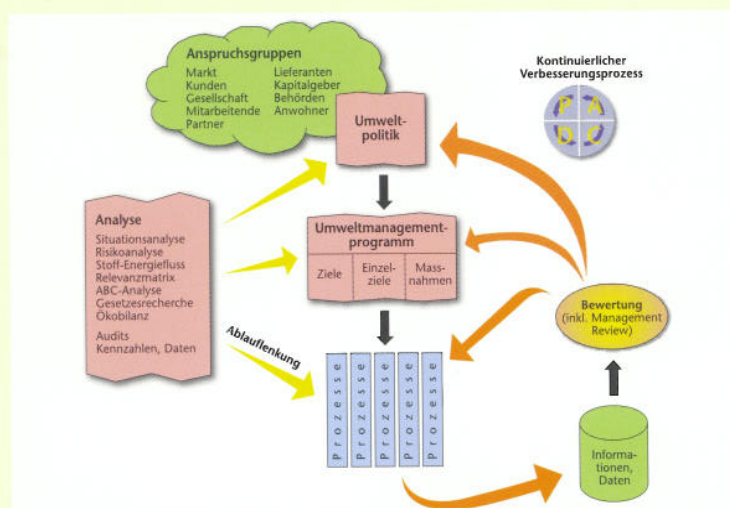 Anspruchsgruppen
Markt Lieferanten
Kunden Kapitalgeber
Gesellschaft Behörden
Mitarbeitende Anwohner
Partner
Kontinuierlicher
Verbesserungsprozess
P A
D C
Umwelt-
politik
Analyse
Situationsanalyse
Risikoanalyse
Stoff-Energiefluss
Relevanzmatrix
ABC-Analyse
Gesetzesrecherche
Ökobilanz
Audits
Kennzahlen, Daten
Umweltmanagement-
programm
Ziele
Einzel-
ziele
Mass-
nahmen
Ablauflenkung
Prozesse
Prozesse
Prozesse
Prozesse
Prozesse
Bewertung
(inkl. Management
Review)
Informa-
tionen,
Daten